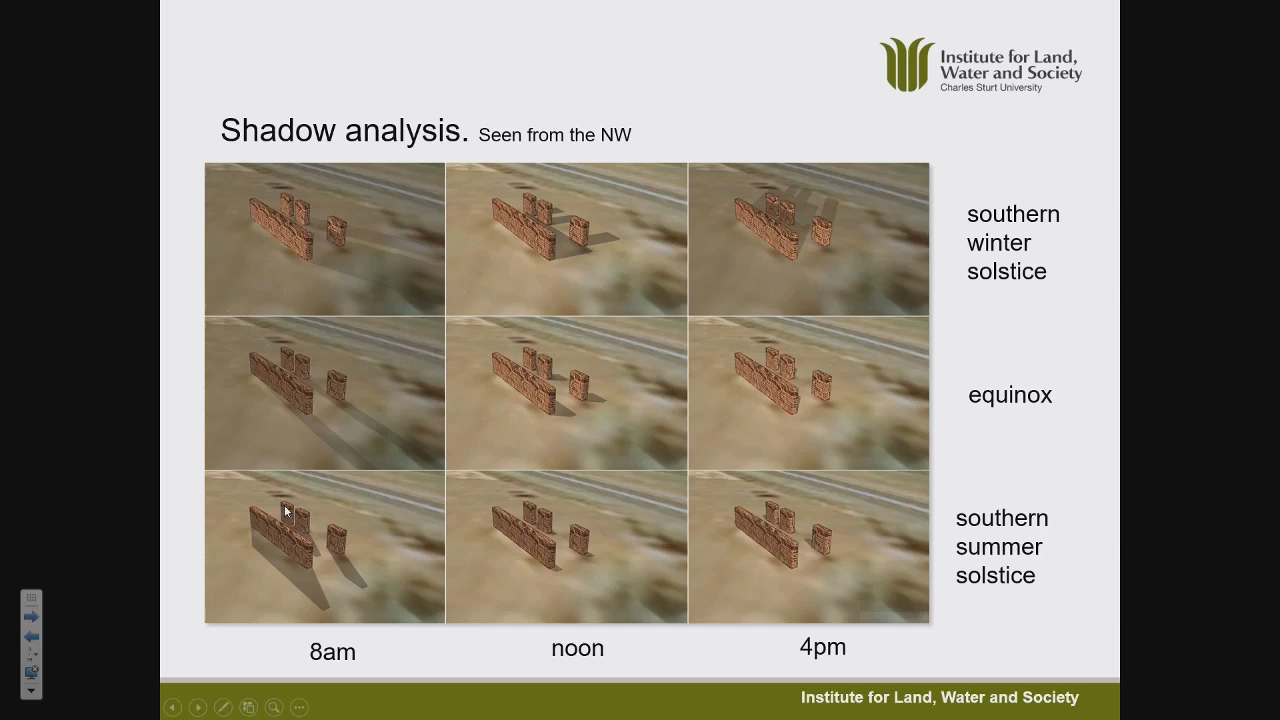 Institute for Land,
Water and Society
Charles Sturt University
Shadow analysis. Seen from the NW
southern
winter
solstice
equinox
southern
summer
solstice
8am
noon
4pm
Institute for Land, Water and Society